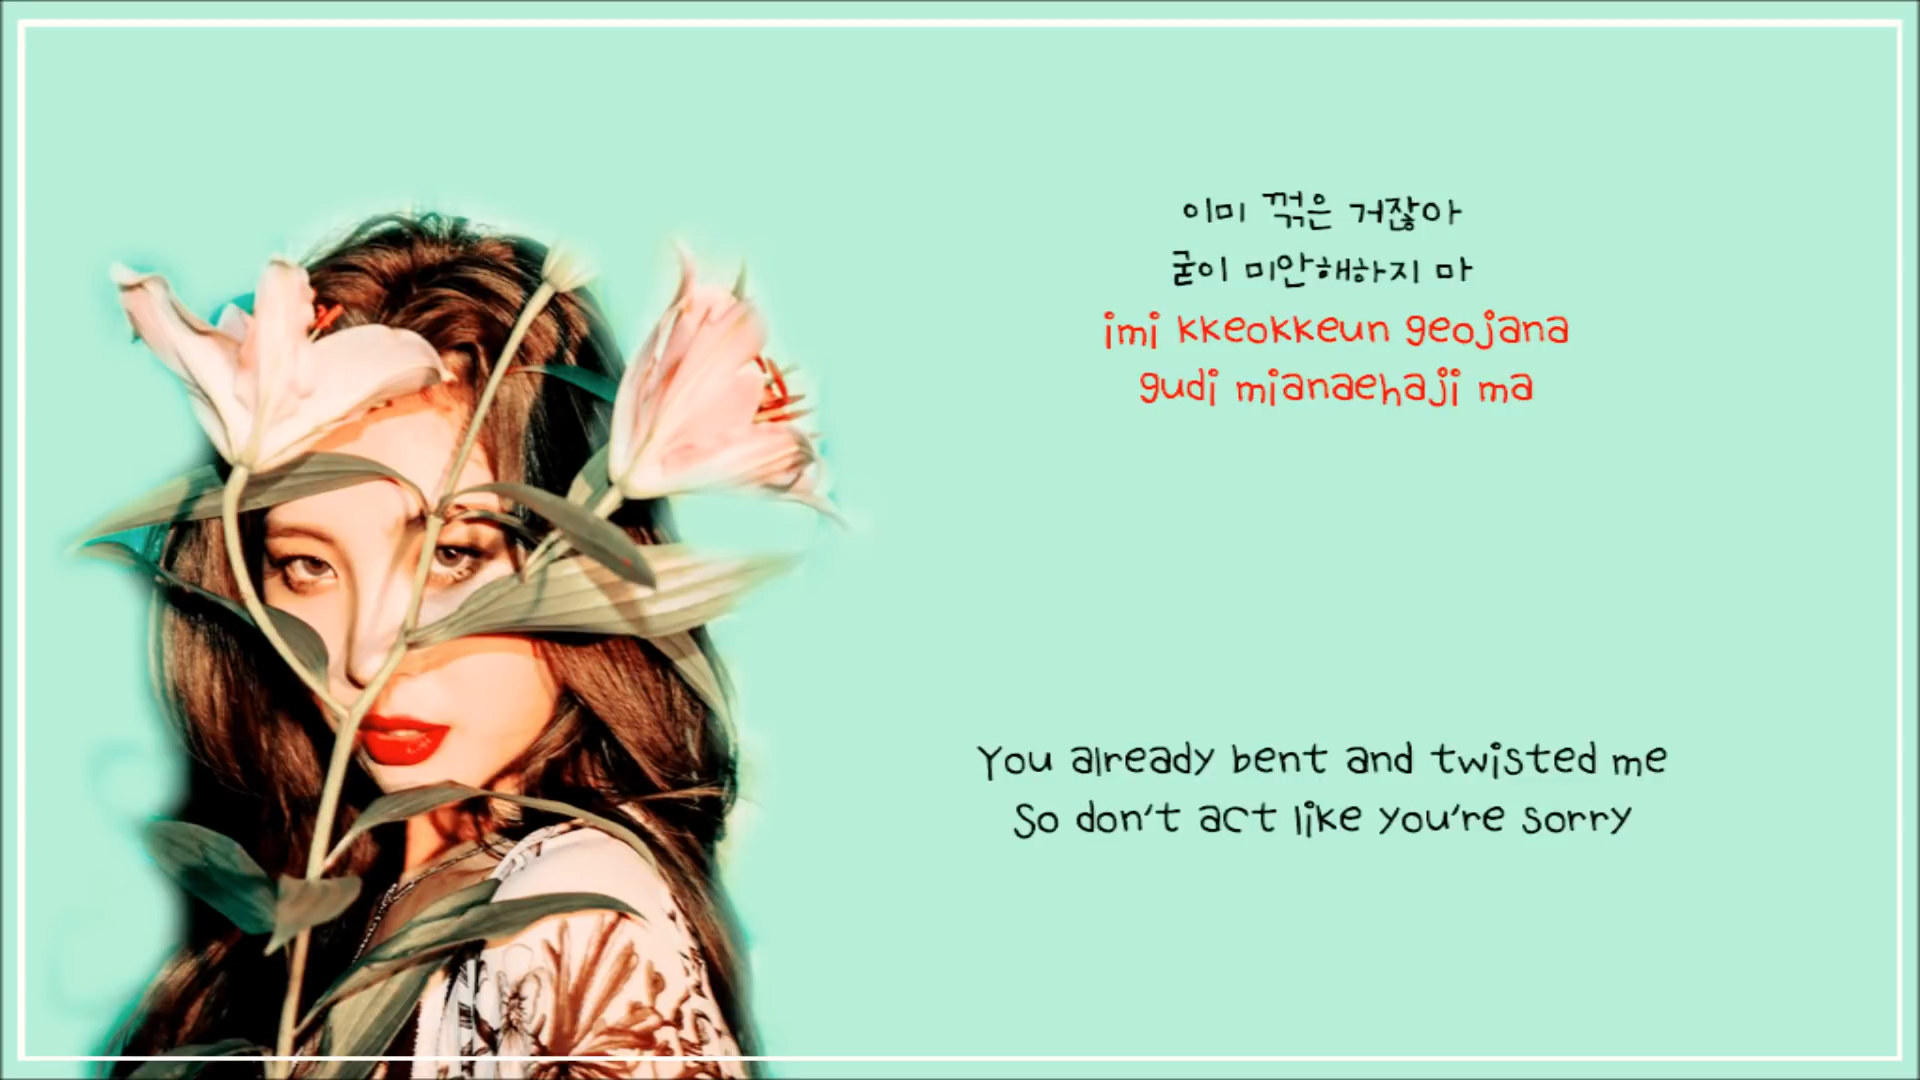 이미 꺾은 거잖아
굳이 미안해하지 마
imi kkeokkeun geojana
gudi mianaehaji ma
You already bent and twisted me
So don't act like you're sorry